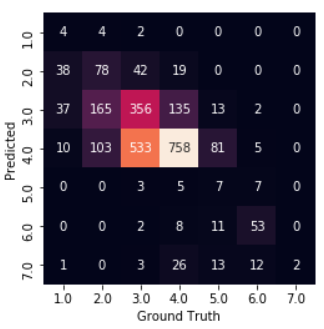 1.0 4 4 2 0 0 0 0
2.0 38 78 42 19 0 0 0
3.0 37 165 356 135 13 2 0
4.0 10 103 533 758 81 5 0
5.0 0 0 3 5 7 7 0
6.0 0 0 2 8 11 53 0
7.0 1 0 3 26 13 12 2
1.0 2.0 3.0 4.0 5.0 6.0 7.0
Predicted
Ground Truth